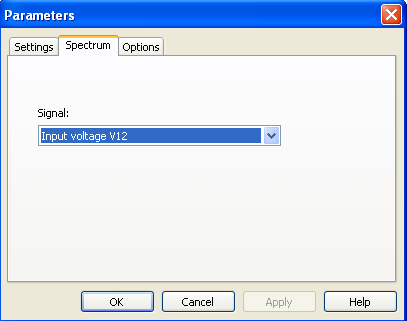 Parameters
Settings Spectrum Options
Signal:
Input voltage V12
OK Cancel Apply Help